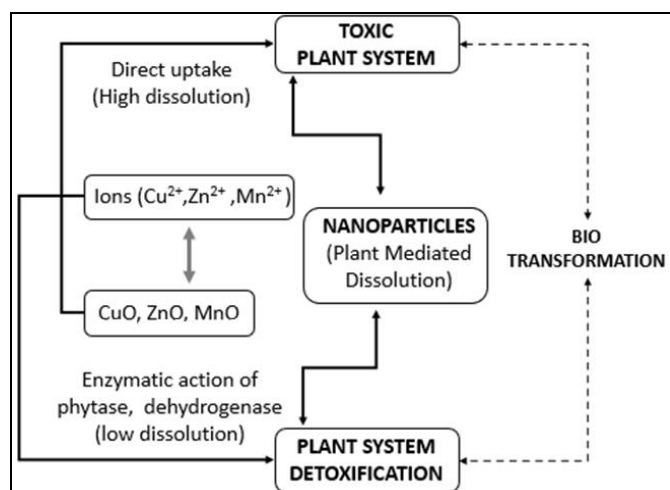 TOXIC
PLANT SYSTEM
Direct uptake
(High dissolution)
Ions (Cu²⁺,Zn²⁺ ,Mn²⁺)
NANOPARTICLES
(Plant Mediated
Dissolution)
BIO
TRANSFORMATION
CuO, ZnO, MnO
Enzymatic action of
phytase, dehydrogenase
(low dissolution)
PLANT SYSTEM
DETOXIFICATION